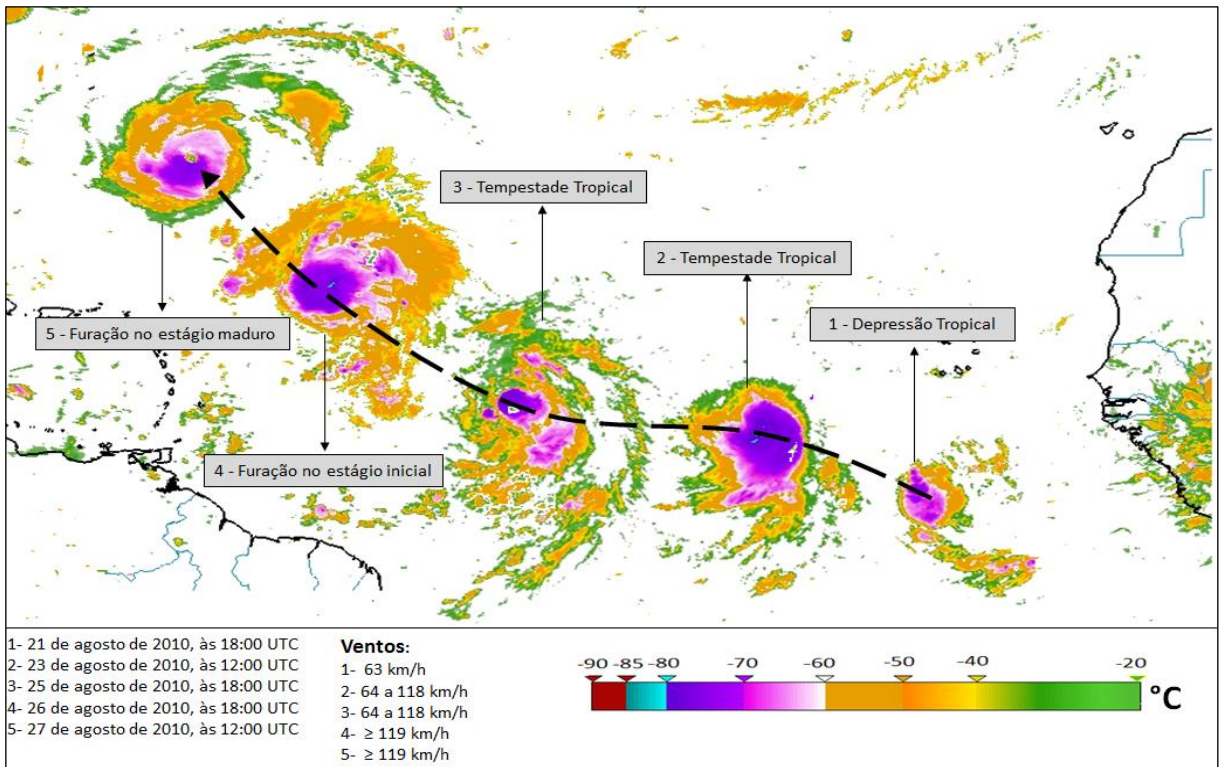 3 - Tempestade Tropical
2 - Tempestade Tropical
1 - Depressão Tropical
5 - Furação no estágio maduro
4 - Furação no estágio inicial
1- 21 de agosto de 2010, às 18:00 UTC
2- 23 de agosto de 2010, às 12:00 UTC
3- 25 de agosto de 2010, às 18:00 UTC
4- 26 de agosto de 2010, às 18:00 UTC
5- 27 de agosto de 2010, às 12:00 UTC
Ventos:
1- 63 km/h
2- 64 a 118 km/h
3- 64 a 118 km/h
4- ≥ 119 km/h
5- ≥ 119 km/h
-90 -85 -80 -70 -60 -50 -40 -20
°C